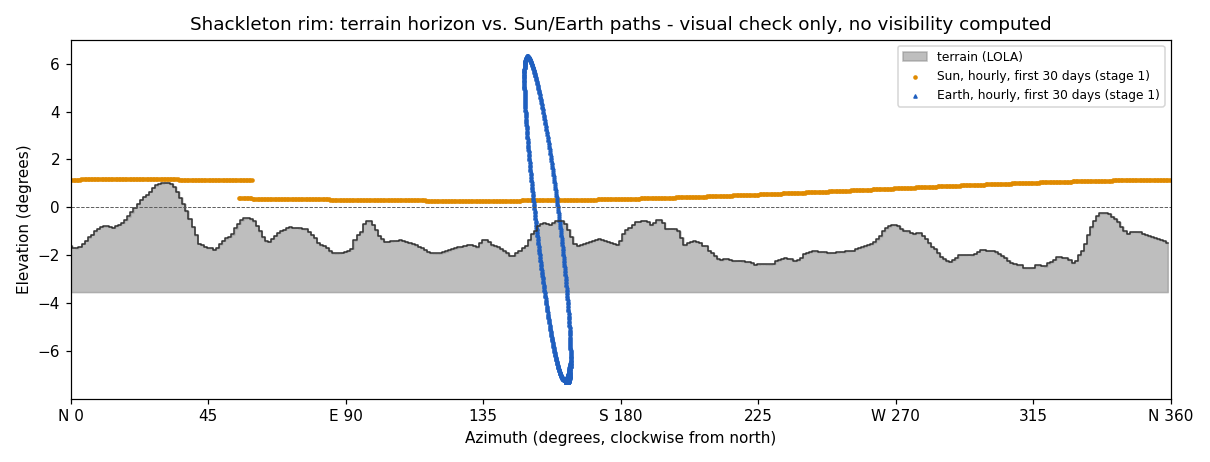 Shackleton rim: terrain horizon vs. Sun/Earth paths - visual check only, no visibility computed
terrain (LOLA)
Sun, hourly, first 30 days (stage 1)
Earth, hourly, first 30 days (stage 1)
Elevation (degrees)
6
4
2
0
−2
−4
−6
N 0 45 E 90 135 S 180 225 W 270 315 N 360
Azimuth (degrees, clockwise from north)